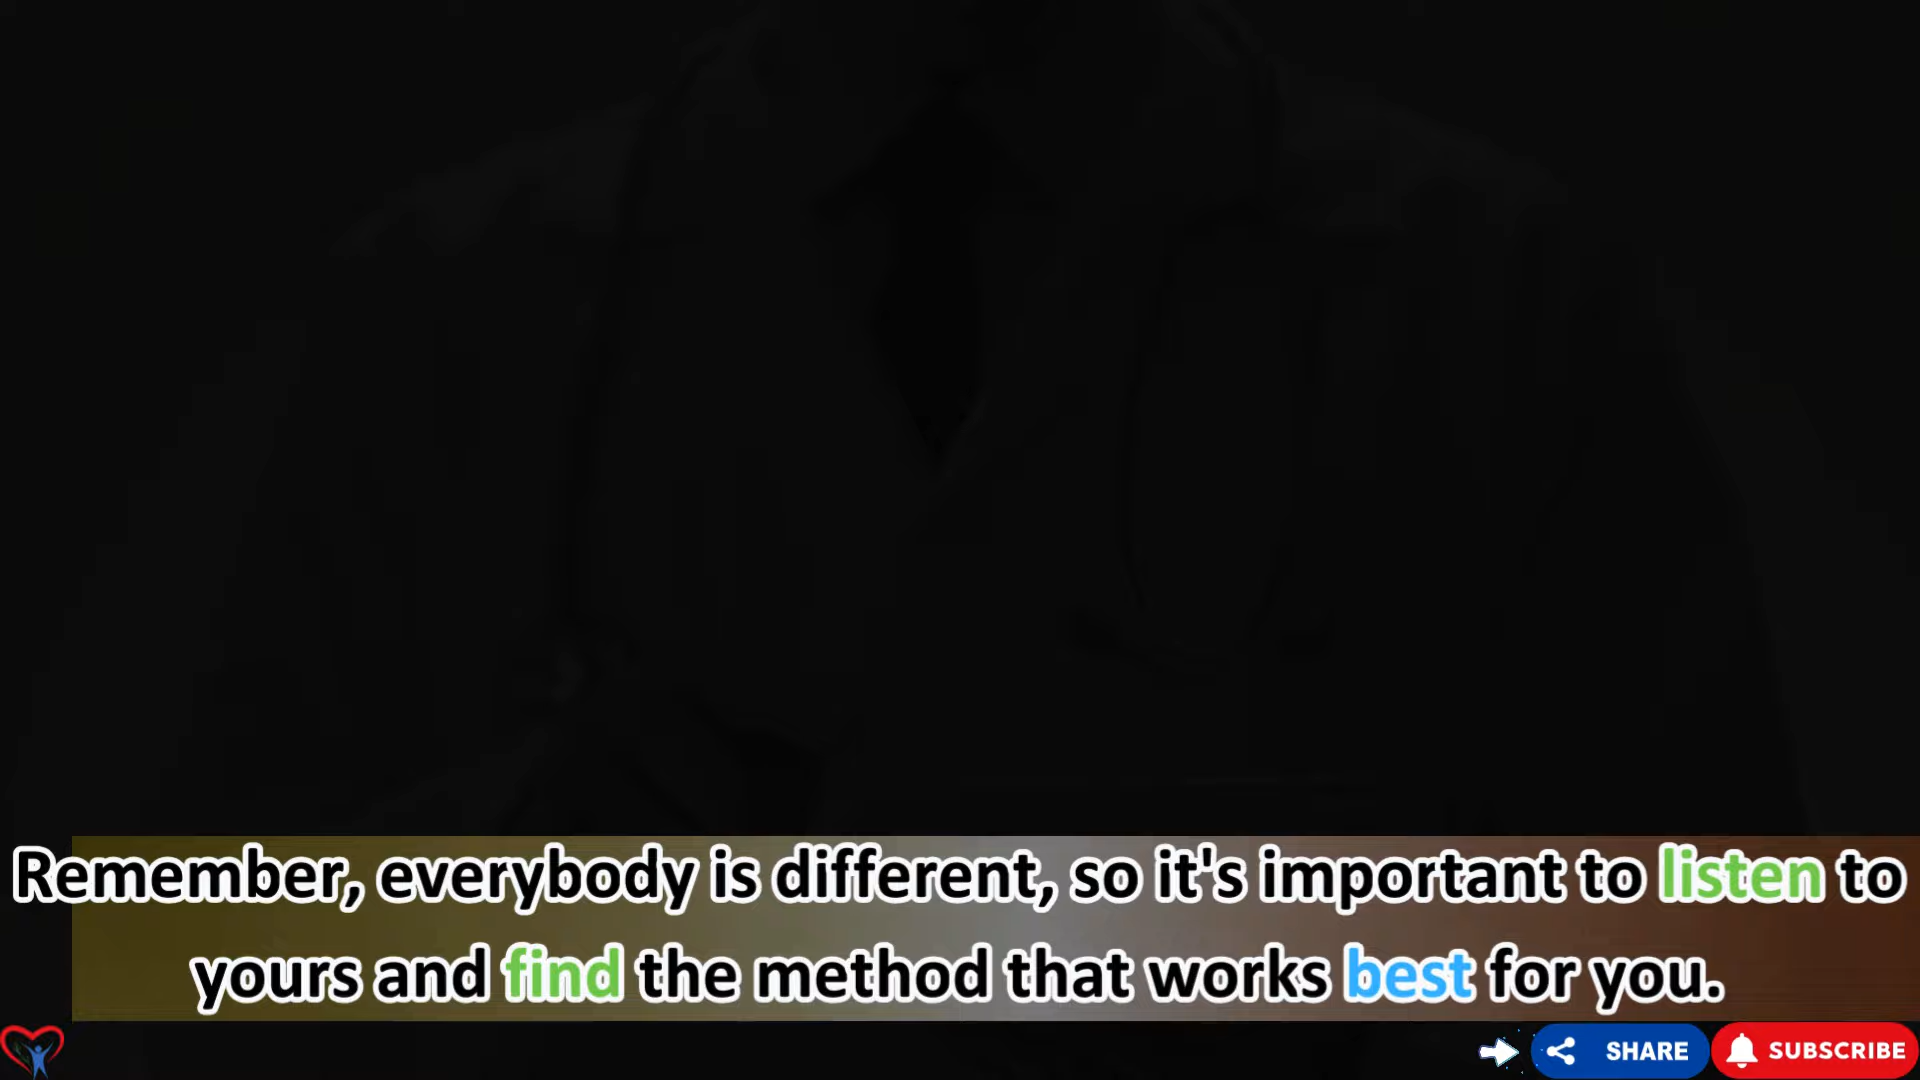 Remember, everybody is different, so it's important to listen to
yours and find the method that works best for you.
SHARE
SUBSCRIBE